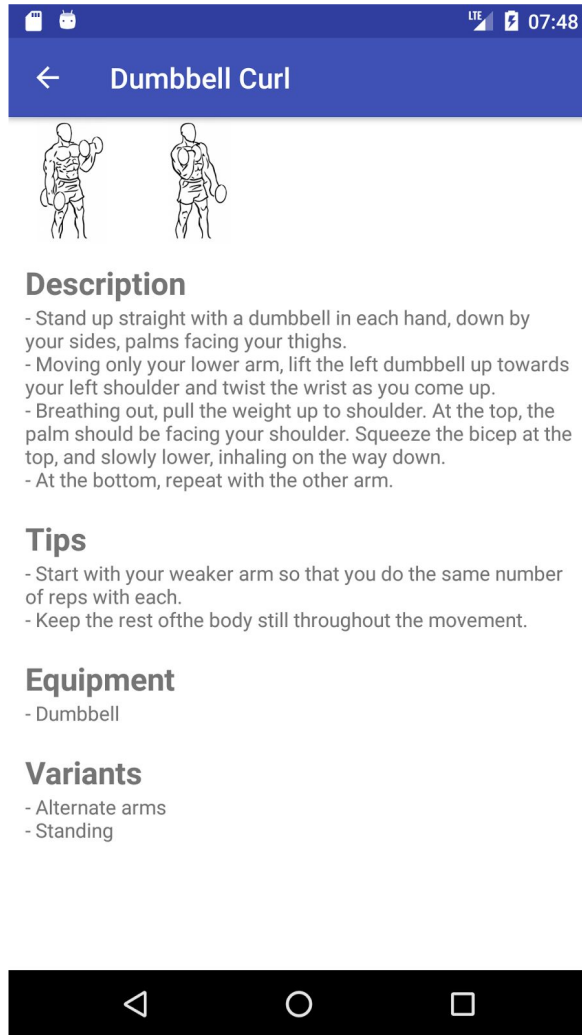 LTE 07:48
Dumbbell Curl
Description
- Stand up straight with a dumbbell in each hand, down by
your sides, palms facing your thighs.
- Moving only your lower arm, lift the left dumbbell up towards
your left shoulder and twist the wrist as you come up.
- Breathing out, pull the weight up to shoulder. At the top, the
palm should be facing your shoulder. Squeeze the bicep at the
top, and slowly lower, inhaling on the way down.
- At the bottom, repeat with the other arm.
Tips
- Start with your weaker arm so that you do the same number
of reps with each.
- Keep the rest ofthe body still throughout the movement.
Equipment
- Dumbbell
Variants
- Alternate arms
- Standing